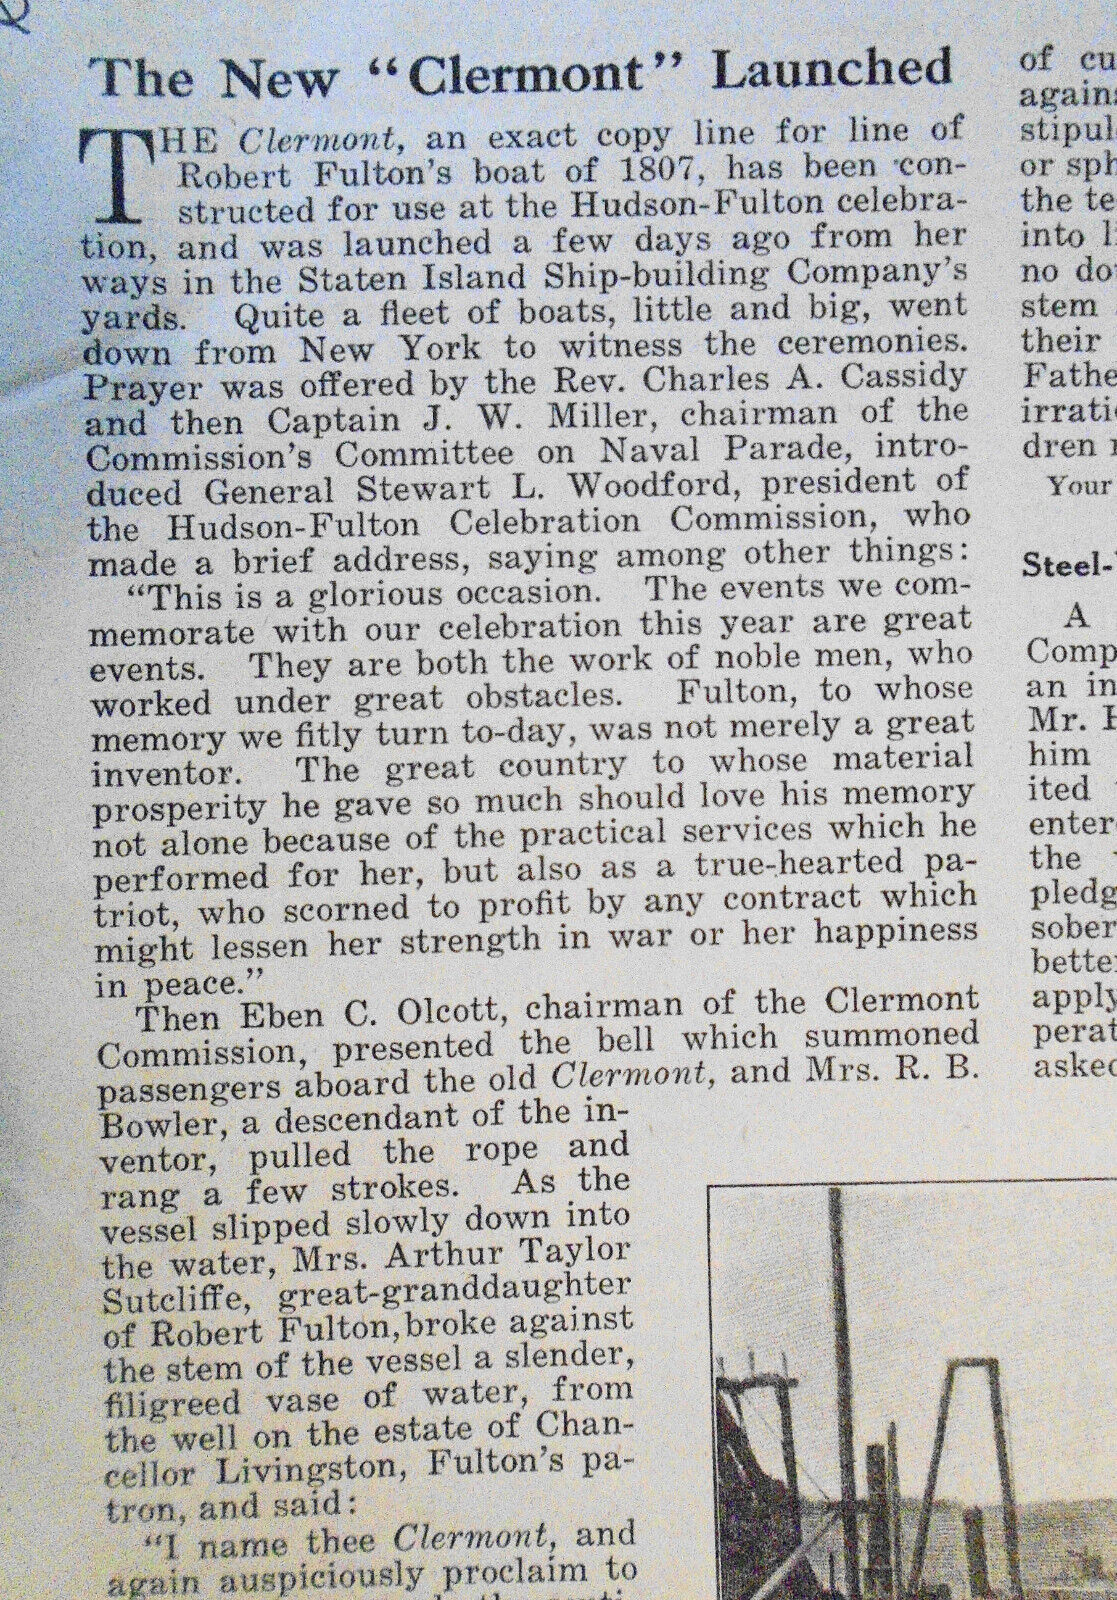 The New “Clermont” Launched
THE Clermont, an exact copy line for line of
Robert Fulton's boat of 1807, has been con-
structed for use at the Hudson-Fulton celebra-
tion, and was launched a few days ago from her
ways in the Staten Island Ship-building Company's
yards. Quite a fleet of boats, little and big, went
down from New York to witness the ceremonies.
Prayer was offered by the Rev. Charles A. Cassidy
and then Captain J. W. Miller, chairman of the
Commission's Committee on Naval Parade, intro-
duced General Stewart L. Woodford, president of
the Hudson-Fulton Celebration Commission, who
made a brief address, saying among other things:
“This is a glorious occasion. The events we com-
memorate with our celebration this year are great
events. They are both the work of noble men, who
worked under great obstacles. Fulton, to whose
memory we fitly turn to-day, was not merely a great
inventor. The great country to whose material
prosperity he gave so much should love his memory
not alone because of the practical services which he
performed for her, but also as a true-hearted pa-
triot, who scorned to profit by any contract which
might lessen her strength in war or her happiness
in peace.”
Then Eben C. Olcott, chairman of the Clermont
Commission, presented the bell which summoned
passengers aboard the old Clermont, and Mrs. R. B.
Bowler, a descendant of the in-
ventor, pulled the rope and
rang a few strokes. As the
vessel slipped slowly down into
the water, Mrs. Arthur Taylor
Sutcliffe, great-granddaughter
of Robert Fulton, broke against
the stem of the vessel a slender,
filigreed vase of water, from
the well on the estate of Chan-
cellor Livingston, Fulton's pa-
tron, and said:
“I name thee Clermont, and
again auspiciously proclaim to
of cu
agains
stipul
or sph
the te
into li
no do
stem
their
Fathe
irrati
dren
Your
Steel-
A
Comp
an in
Mr. H
him
ited
enter
the
pledg
sober
better
apply
perat
asked